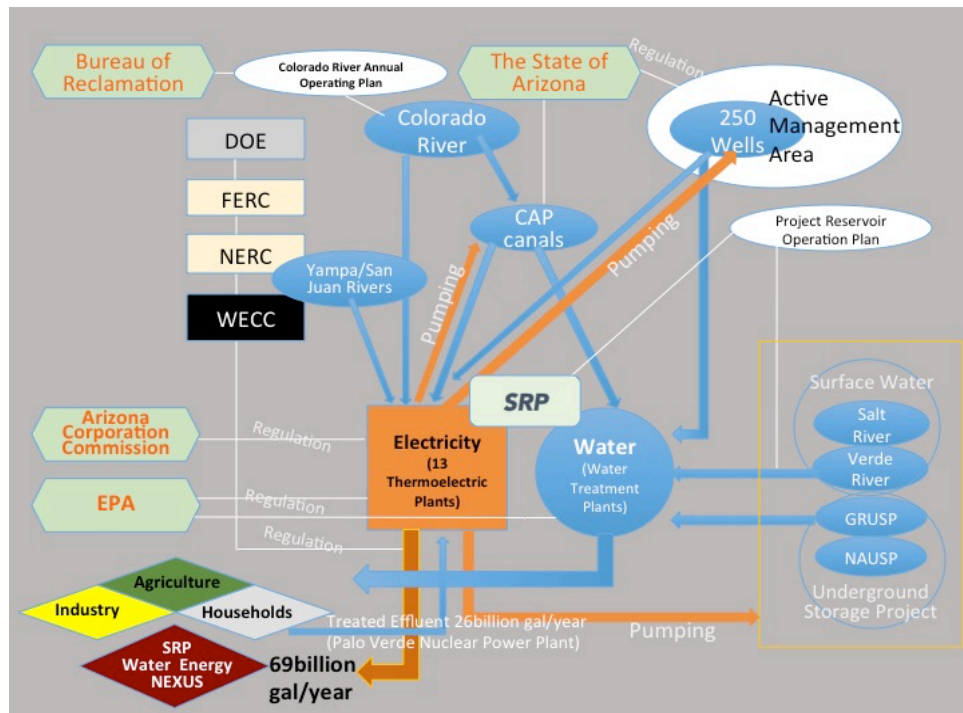 Bureau of
Reclamation
Colorado River Annual
Operating Plan
The State of
Arizona
Regulation
250
Wells
Active
Management
Area
Colorado
River
DOE
FERC
NERC
WECC
CAP
canals
Project Reservoir
Operation Plan
Yampa/San
Juan Rivers
Pumping
Pumping
SRP
Surface Water
Salt
River
Verde
River
GRUSP
NAUSP
Underground
Storage Project
Arizona
Corporation
Commission
Regulation
Electricity
(13
Thermoelectric
Plants)
Water
(Water
Treatment
Plants)
EPA
Regulation
Regulation
Agriculture
Industry
Households
Treated Effluent 26billion gal/year
(Palo Verde Nuclear Power Plant)
Pumping
SRP
Water Energy
NEXUS
69billion
gal/year